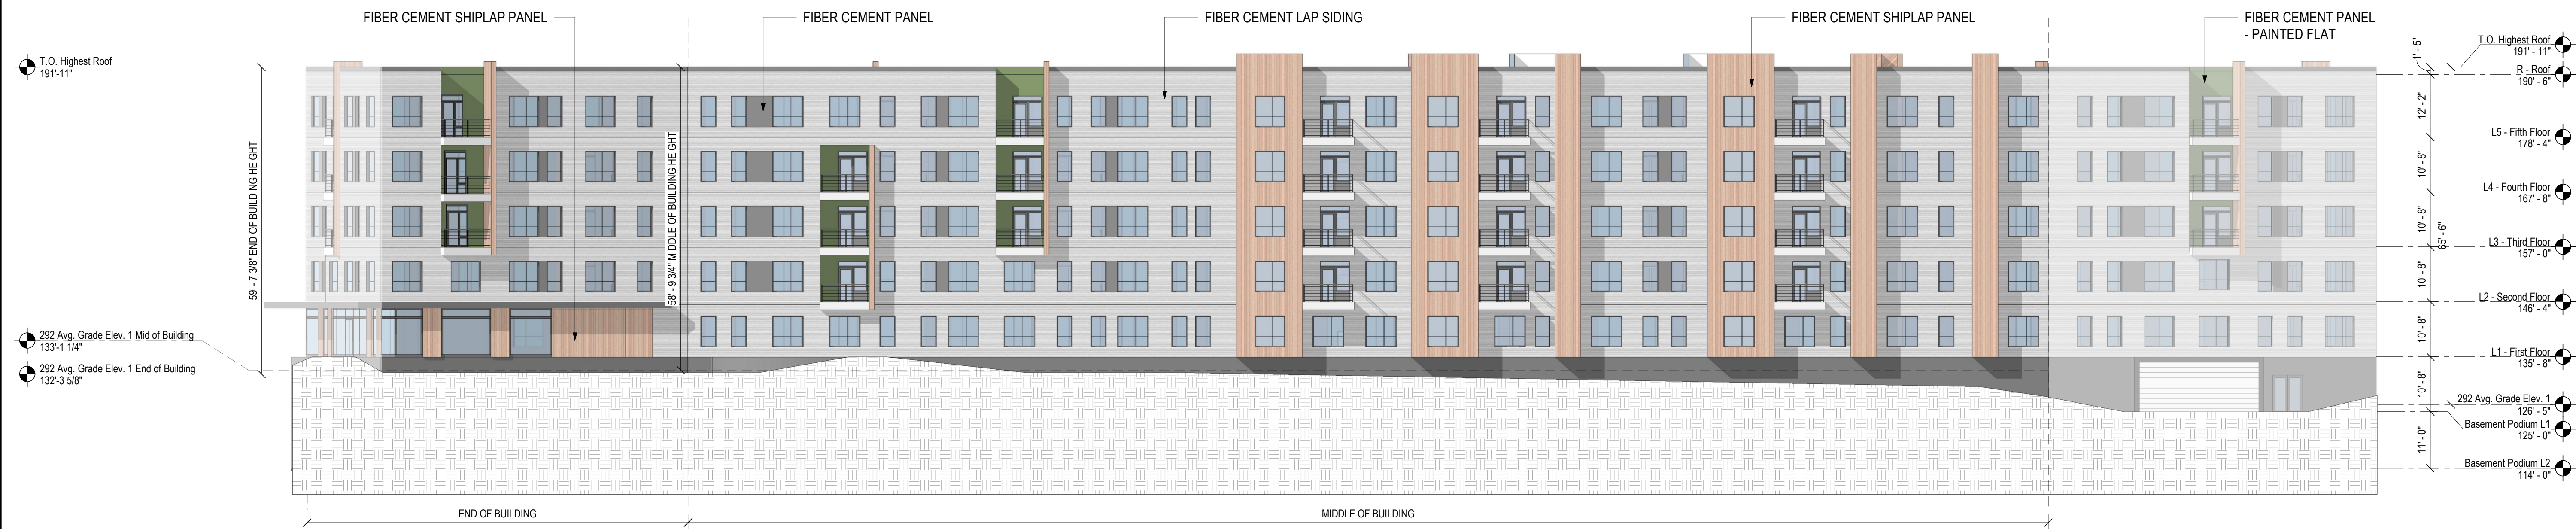 FIBER CEMENT SHIPLAP PANEL
FIBER CEMENT PANEL
FIBER CEMENT LAP SIDING
FIBER CEMENT SHIPLAP PANEL
FIBER CEMENT PANEL
- PAINTED FLAT
T.O. Highest Roof
191'-11"
59' - 7 3/8" END OF BUILDING HEIGHT
58' - 9 3/4" MIDDLE OF BUILDING HEIGHT
292 Avg. Grade Elev. 1 Mid of Building
133'-1 1/4"
292 Avg. Grade Elev. 1 End of Building
132'-3 5/8"
END OF BUILDING
MIDDLE OF BUILDING
1' - 5"
12' - 2"
10' - 8"
10' - 8"
10' - 8"
10' - 8"
10' - 8"
11' - 0"
65' - 6"
T.O. Highest Roof
191' - 11"
R - Roof
190' - 6"
L5 - Fifth Floor
178' - 4"
L4 - Fourth Floor
167' - 8"
L3 - Third Floor
157' - 0"
L2 - Second Floor
146' - 4"
L1 - First Floor
135' - 8"
292 Avg. Grade Elev. 1
126' - 5"
Basement Podium L1
125' - 0"
Basement Podium L2
114' - 0"